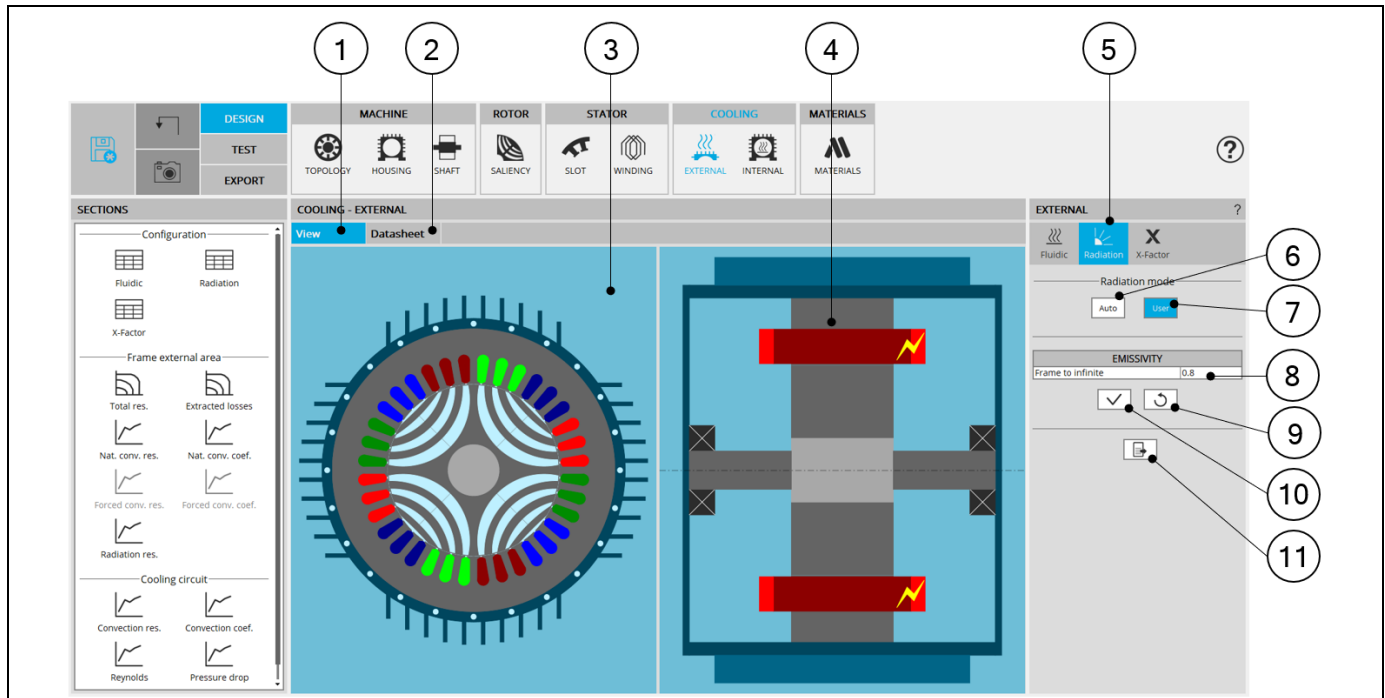 1 2 3 4 5
MACHINE ROTOR STATOR COOLING MATERIALS
DESIGN
TEST
EXPORT
TOPOLOGY HOUSING SHAFT SALIENCY SLOT WINDING EXTERNAL INTERNAL MATERIALS
?
SECTIONS
Configuration
Fluidic Radiation
X-Factor
Frame external area
Total res. Extracted losses
Nat. conv. res. Nat. conv. coef.
Forced conv. res. Forced conv. coef.
Radiation res.
Cooling circuit
Convection res. Convection coef.
Reynolds Pressure drop
COOLING - EXTERNAL
View Datasheet
EXTERNAL ?
Fluidic Radiation X-Factor
Radiation mode
Auto User
EMISSIVITY
Frame to infinite 0.8
6
7
8
9
10
11